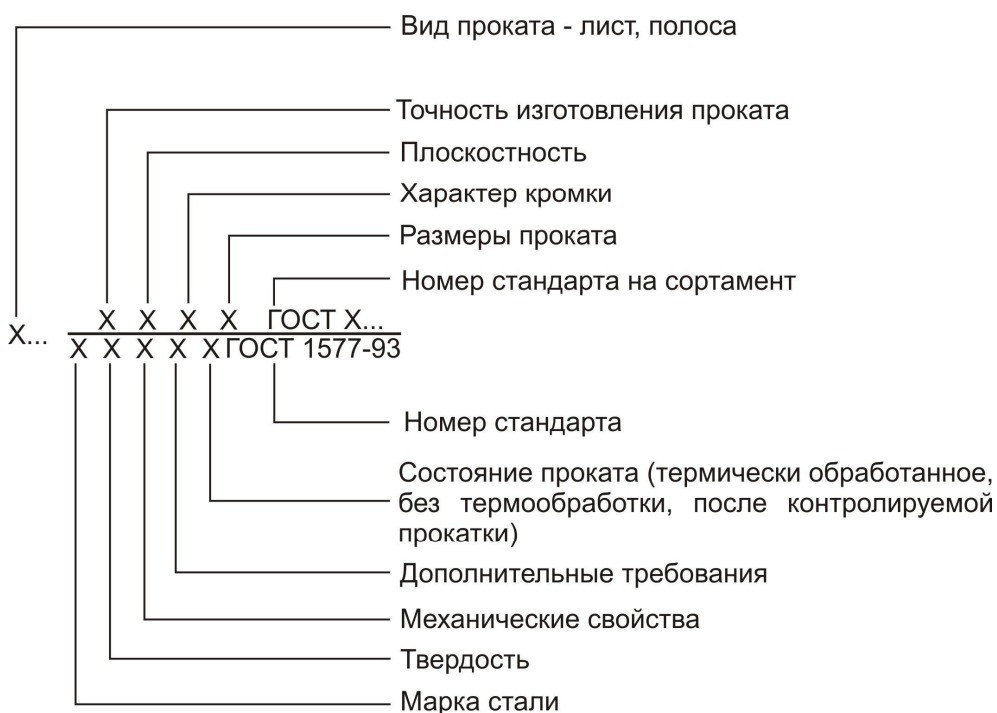 Вид проката - лист, полоса
Точность изготовления проката
Плоскостность
Характер кромки
Размеры проката
Номер стандарта на сортамент
Х... Х Х Х Х ГОСТ Х...
Х Х Х Х Х ГОСТ 1577-93
Номер стандарта
Состояние проката (термически обработанное,
без термообработки, после контролируемой
прокатки)
Дополнительные требования
Механические свойства
Твердость
Марка стали